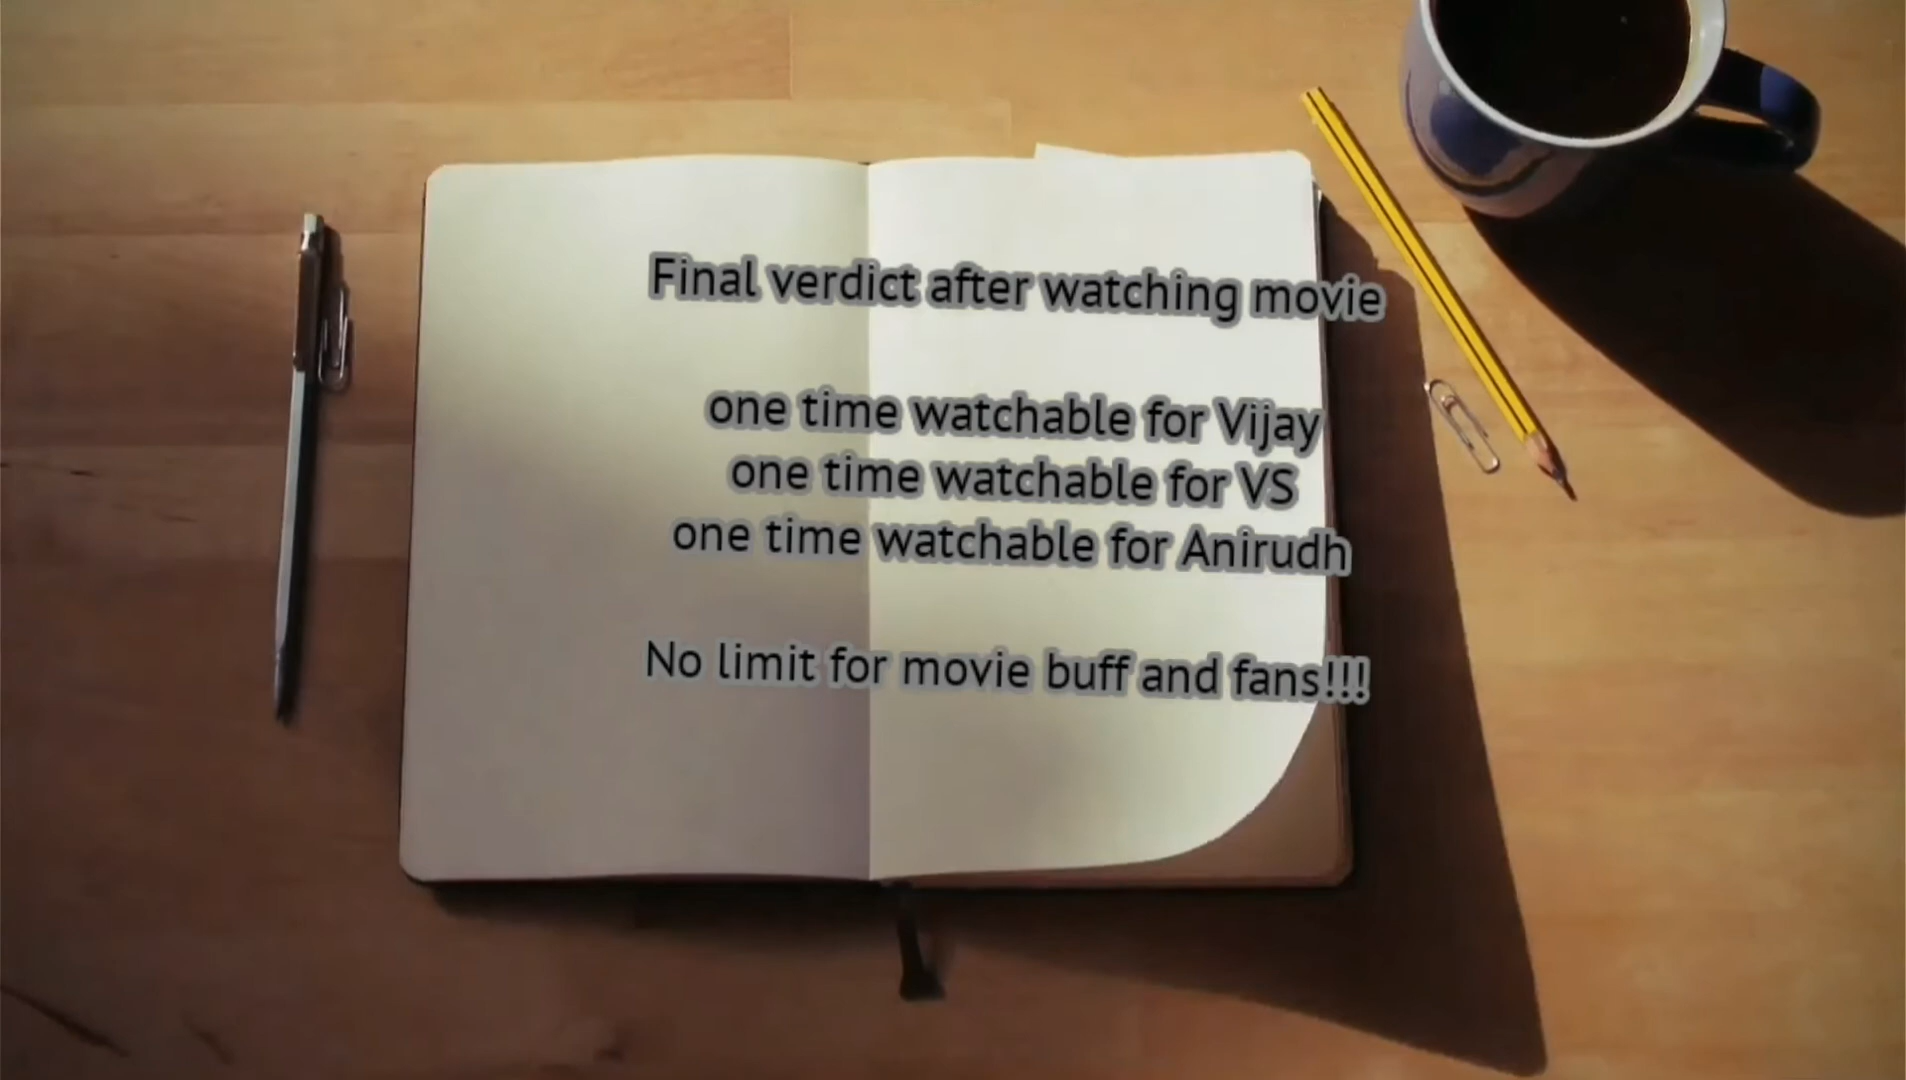 Final verdict after watching movie
one time watchable for Vijay
one time watchable for VS
one time watchable for Anirudh
No limit for movie buff and fans!!!